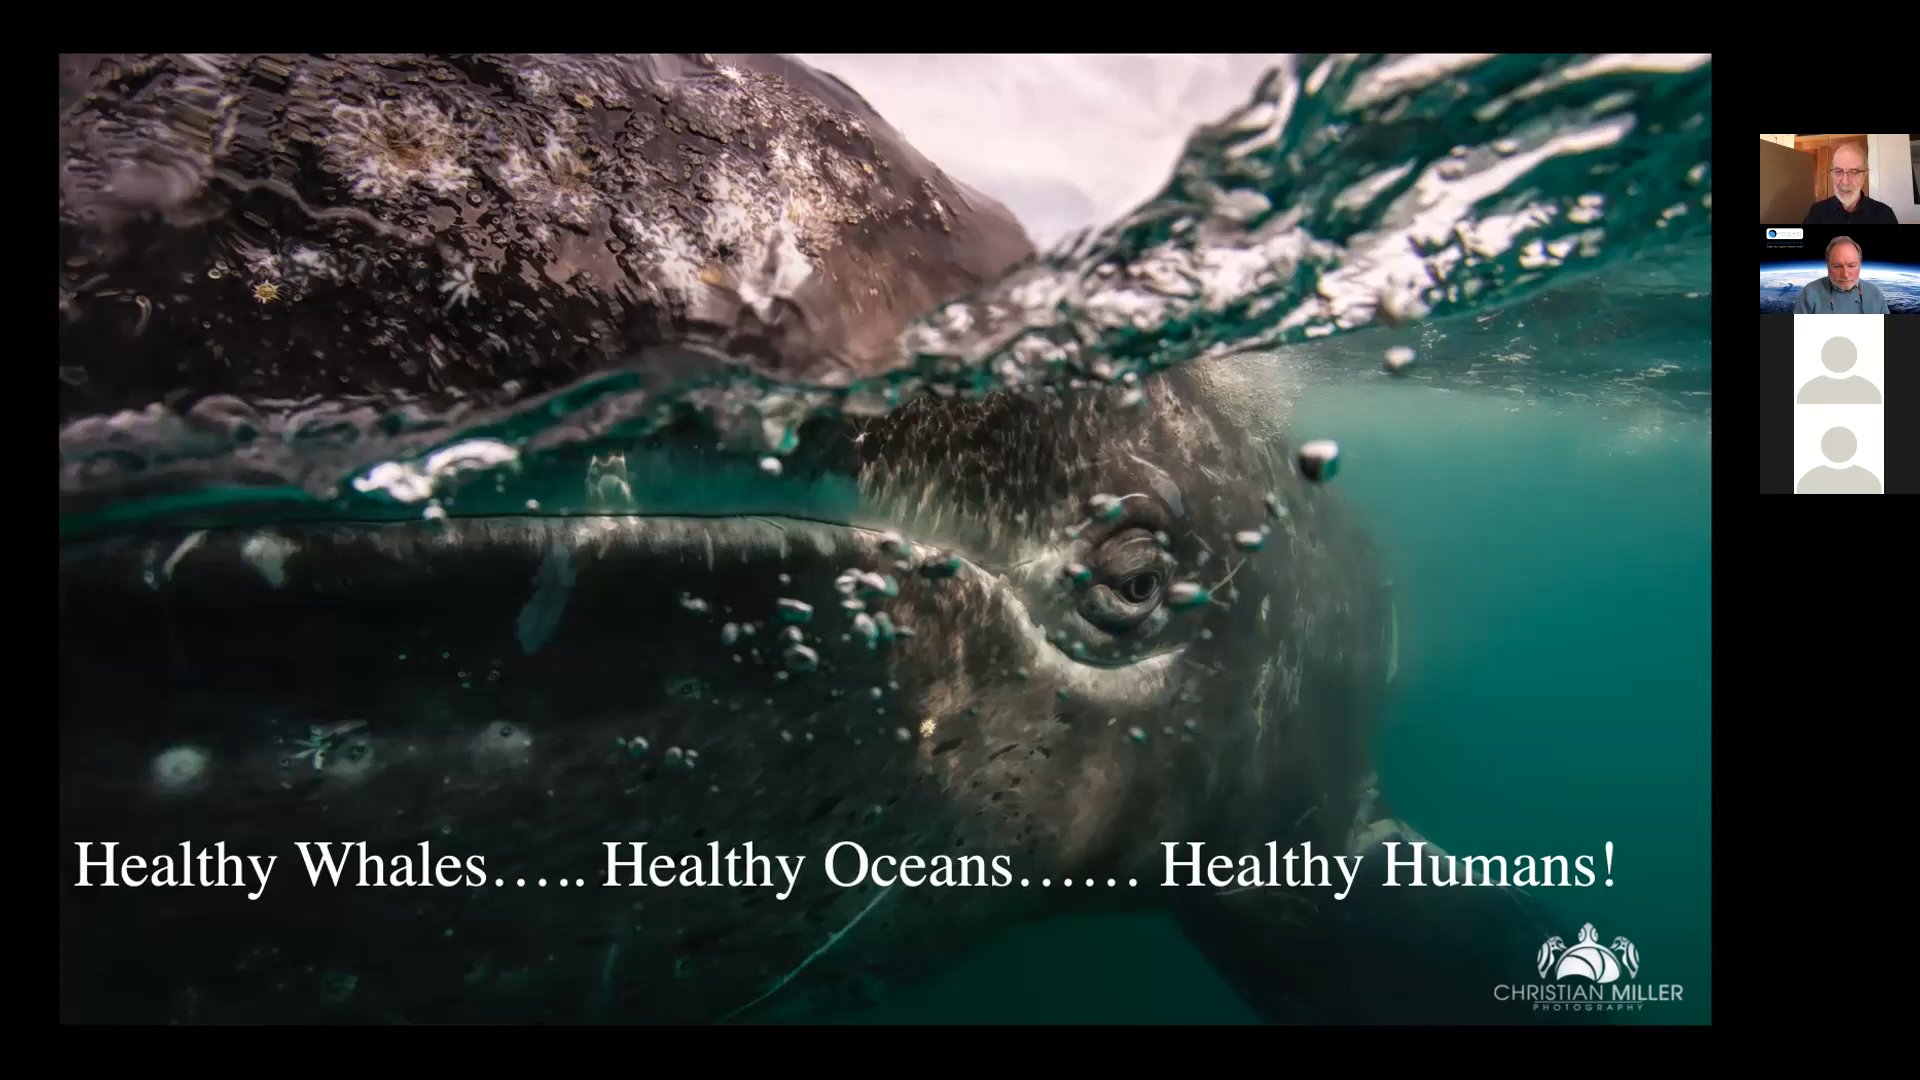 Healthy Whales….. Healthy Oceans…… Healthy Humans!
CHRISTIAN MILLER
PHOTOGRAPHY